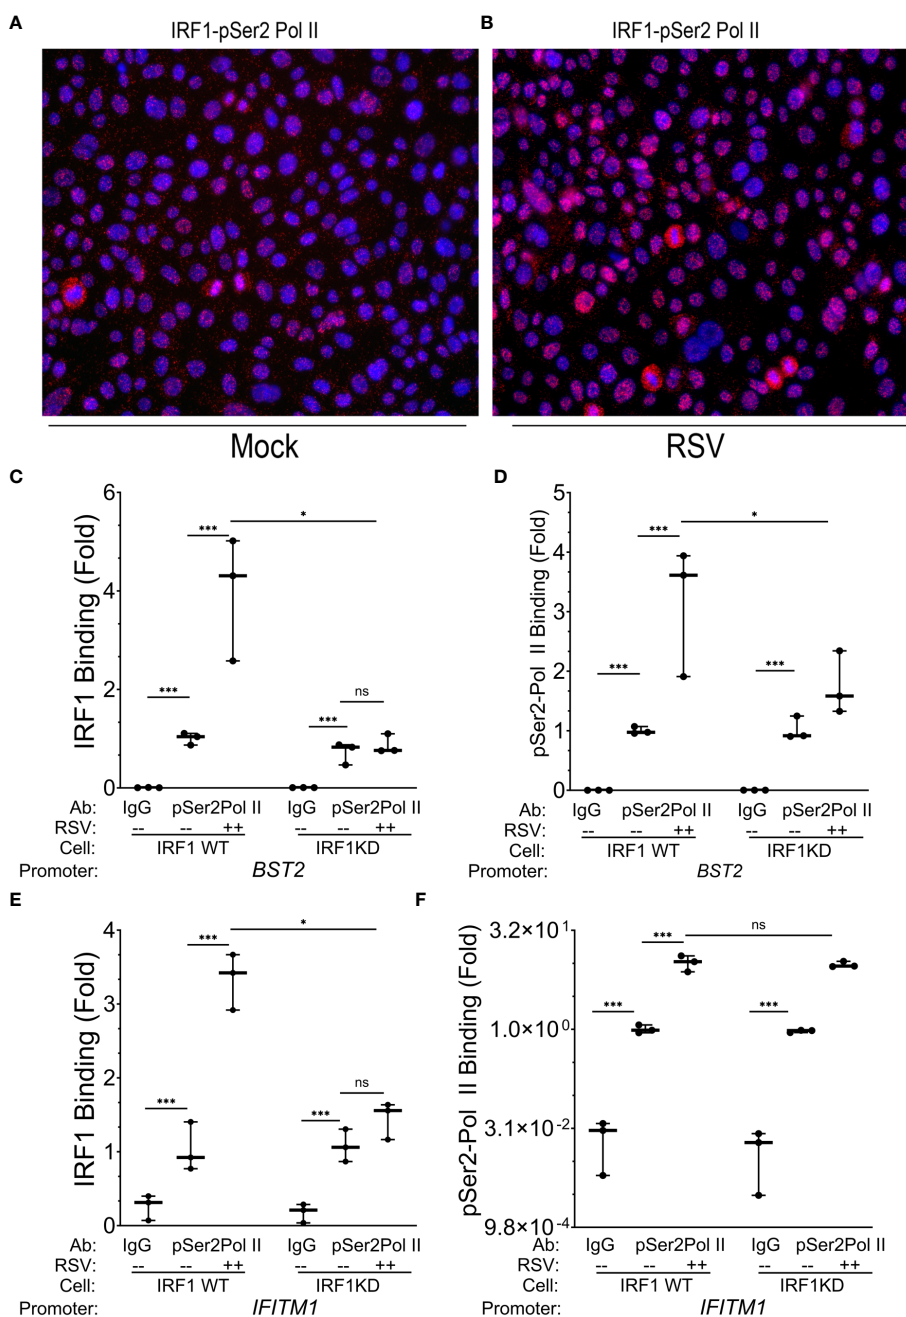 A IRF1-pSer2 Pol II
B IRF1-pSer2 Pol II
Mock
RSV
C
IRF1 Binding (Fold)
6
4
2
0
***
***
*
***
ns
Ab: IgG pSer2Pol II IgG pSer2Pol II
RSV: -- -- ++ -- -- ++
Cell: IRF1 WT IRF1KD
Promoter: BST2
D
pSer2-Pol II Binding (Fold)
5
4
3
2
1
0
***
***
*
***
Ab: IgG pSer2Pol II IgG pSer2Pol II
RSV: -- -- ++ -- -- ++
Cell: IRF1 WT IRF1KD
Promoter: BST2
E
IRF1 Binding (Fold)
4
3
2
1
0
***
***
*
***
ns
Ab: IgG pSer2Pol II IgG pSer2Pol II
RSV: -- -- ++ -- -- ++
Cell: IRF1 WT IRF1KD
Promoter: IFITM1
F
pSer2-Pol II Binding (Fold)
3.2×10¹
1.0×10⁰
3.1×10⁻²
9.8×10⁻⁴
***
***
ns
***
Ab: IgG pSer2Pol II IgG pSer2Pol II
RSV: -- -- ++ -- -- ++
Cell: IRF1 WT IRF1KD
Promoter: IFITM1